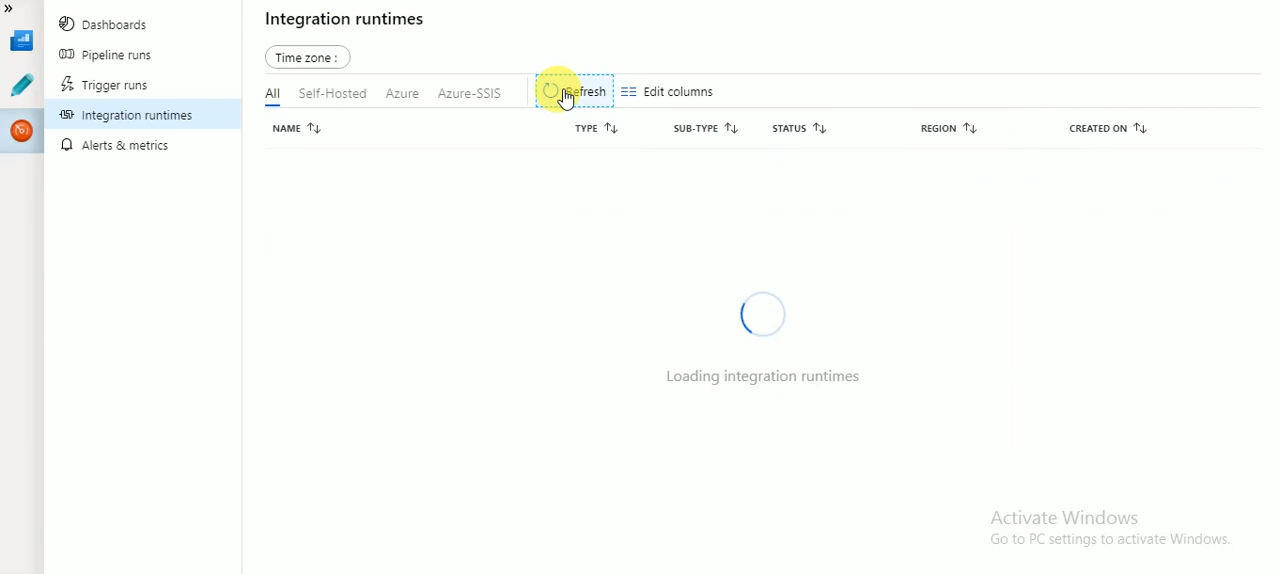 »
Integration runtimes
Dashboards
Time zone :
Pipeline runs
Trigger runs
All Self-Hosted Azure Azure-SSIS Refresh Edit columns
Integration runtimes
NAME TYPE SUB-TYPE STATUS REGION CREATED ON
Alerts & metrics
Loading integration runtimes
Activate Windows
Go to PC settings to activate Windows.